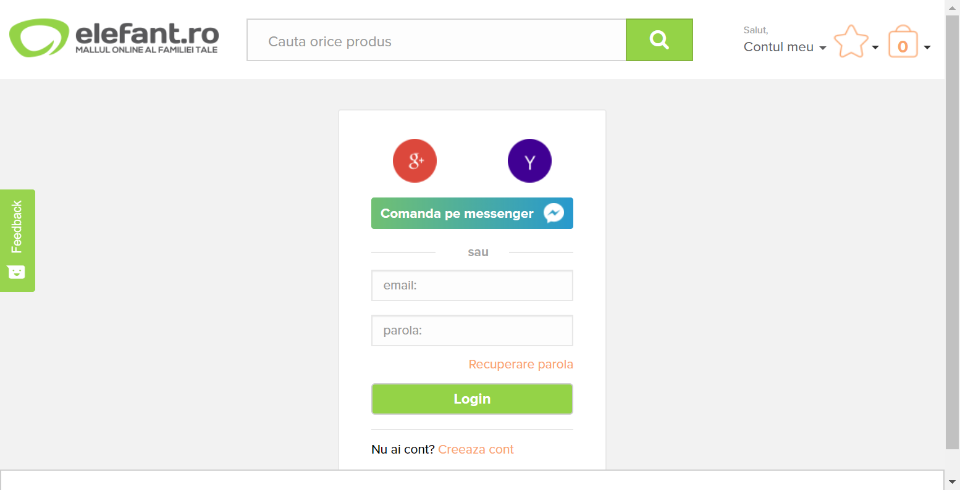 elefant.ro
MALLUL ONLINE AL FAMILIEI TALE
Cauta orice produs
Salut,
Contul meu
0
Feedback
8+
Y
Comanda pe messenger
sau
email:
parola:
Recuperare parola
Login
Nu ai cont? Creeaza cont